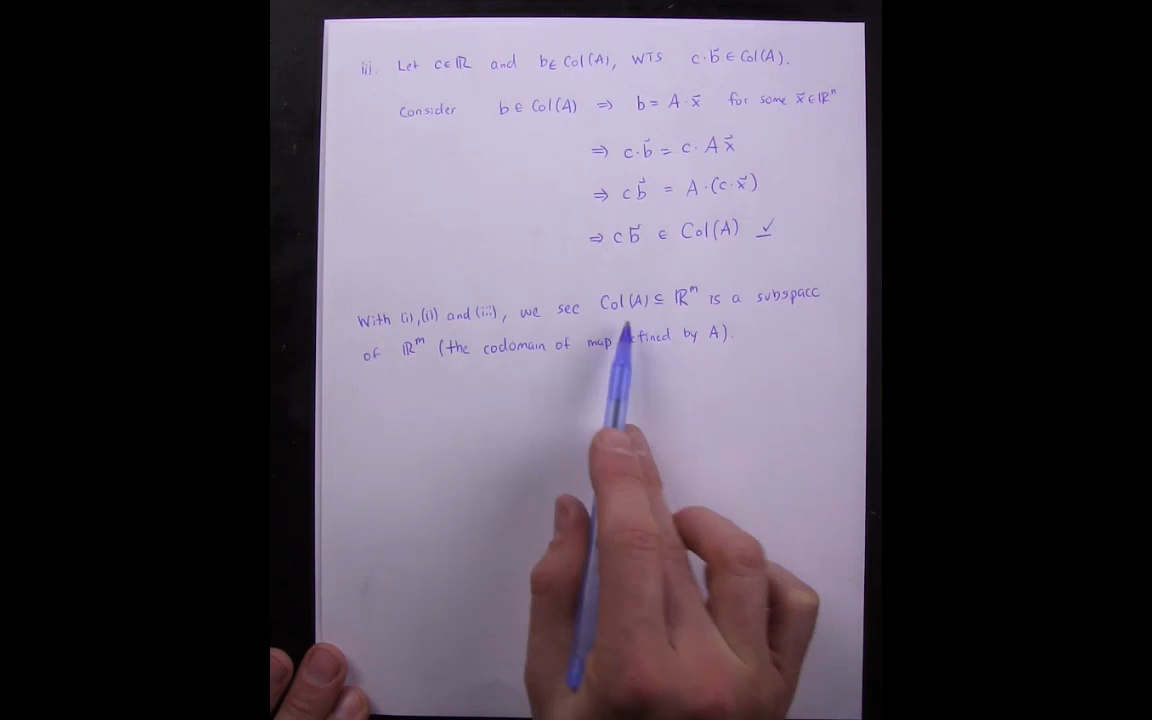 iii. Let c∈ℝ and b∈Col(A), WTS c·b⃗ ∈ Col(A).
Consider b ∈ Col(A) ⇒ b = A·x⃗ for some x⃗∈ℝⁿ
⇒ c·b⃗ = c·Ax⃗
⇒ cb⃗ = A·(c·x⃗)
⇒ cb⃗ ∈ Col(A) ✓
With (i),(ii) and (iii), we see Col(A)⊆ ℝᵐ is a subspace
of ℝᵐ (the codomain of map defined by A).